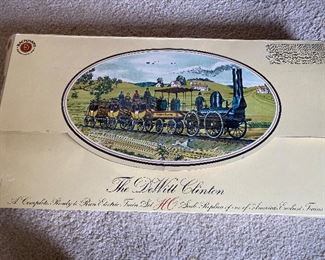 The DeWitt Clinton
A Complete Ready to Run Electric Train Set HO Scale Replica of one of America's Earliest Trains